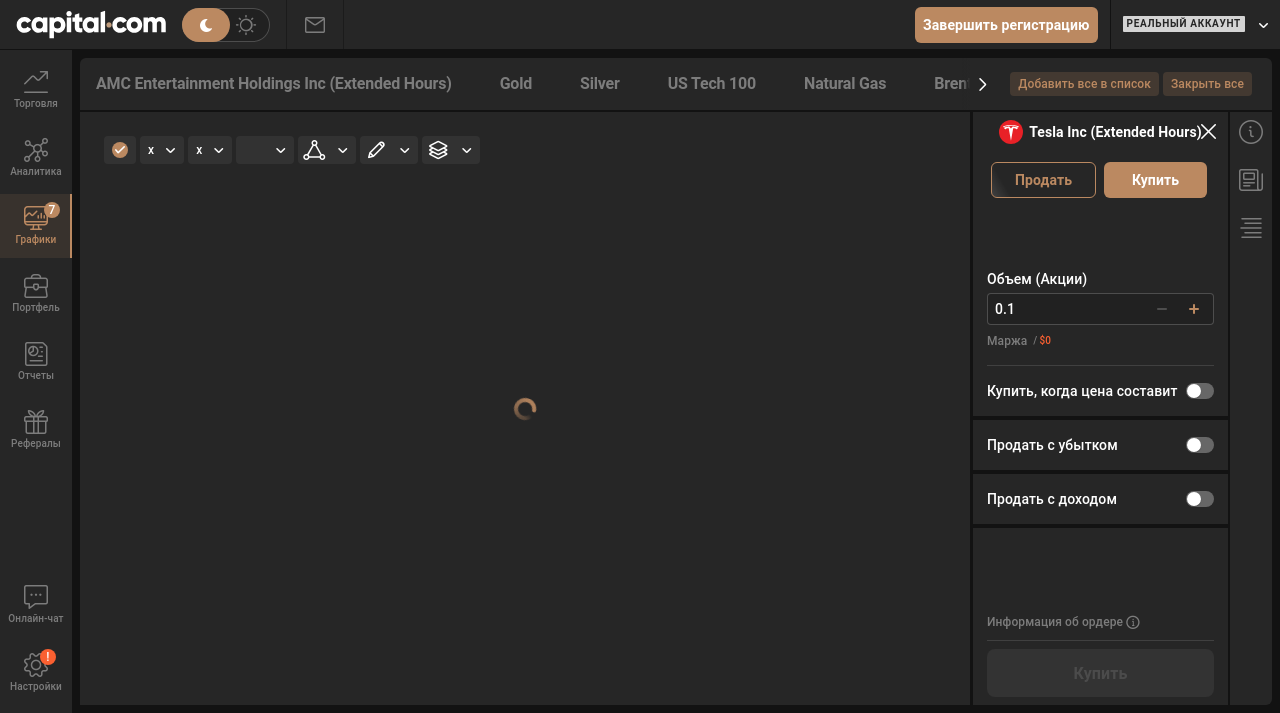 capital.com
Завершить регистрацию
РЕАЛЬНЫЙ АККАУНТ
Торговля
Аналитика
7
Графики
Портфель
Отчеты
Рефералы
Онлайн-чат
!
Настройки
AMC Entertainment Holdings Inc (Extended Hours)
Gold
Silver
US Tech 100
Natural Gas
Brent
Добавить все в список
Закрыть все
x
x
Tesla Inc (Extended Hours)
Продать
Купить
Объем (Акции)
0.1
Маржа / $0
Купить, когда цена составит
Продать с убытком
Продать с доходом
Информация об ордере
Купить